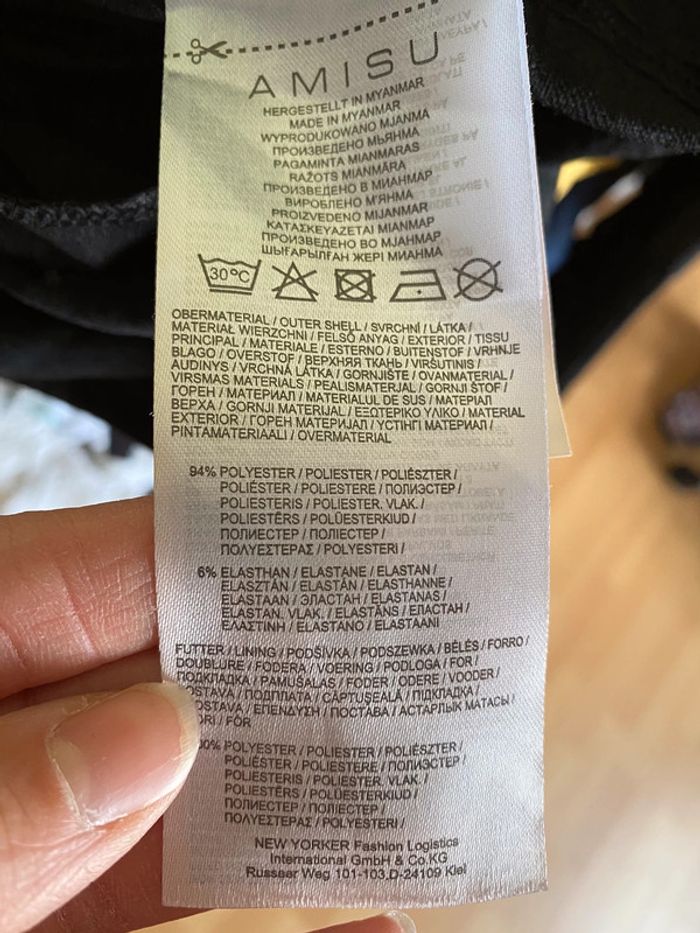 AMISU
HERGESTELLT IN MYANMAR
MADE IN MYANMAR
WYPRODUKOWANO MJANMA
ПРОИЗВЕДЕНО МЬЯНМА
PAGAMINTA MIANMARAS
RAŽOTS MIANMĀRA
ПРОИЗВЕДЕНО В МИАНМАР
ВИРОБЛЕНО М'ЯНМА
PROIZVEDENO MIJANMAR
ΚΑΤΑΣΚΕΥΑΖΕΤΑΙ ΜΙΑΝΜΑΡ
ПРОИЗВЕДЕНО ВО МЈАНМАР
ШЫҒАРЫЛҒАН ЖЕРІ МИАНМА
30°C
OBERMATERIAL / OUTER SHELL / SVRCHNÍ / LÁTKA /
MATERIAŁ WIERZCHNI / FELSŐ ANYAG / EXTERIOR / TISSU
PRINCIPAL / MATERIALE / ESTERNO / BUITENSTOF / VRHNJE
BLAGO / OVERSTOF / ВЕРХНЯЯ ТКАНЬ / VIRŠUTINIS /
AUDINYS / VRCHNÁ LÁTKA / GORNJIŠTE / OVANMATERIAL /
VIRSMAS MATERIALS / PEALISMATERJAL / GORNJI ŠTOF /
ГОРЕН / МАТЕРИАЛ / MATERIALUL DE SUS / МАТЕРІАЛ
ВЕРХА / GORNJI MATERIJAL / ΕΞΩΤΕΡΙΚΟ ΥΛΙΚΟ / MATERIAL
EXTERIOR / ГОРЕН МАТЕРИЈАЛ / ҮСТІҢГІ МАТЕРИАЛ /
PINTAMATERIAALI / OVERMATERIAL
94% POLYESTER / POLIESTER / POLIÉSZTER /
POLIÉSTER / POLIESTERE / ПОЛИЭСТЕР /
POLIESTERIS / POLIESTER. VLAK. /
POLIESTĒRS / POLÜESTERKIUD /
ПОЛИЕСТЕР / ПОЛІЕСТЕР /
ΠΟΛΥΕΣΤΕΡΑΣ / POLYESTERI /
6% ELASTHAN / ELASTANE / ELASTAN /
ELASZTÁN / ELASTÁN / ELASTHANNE /
ELASTAAN / ЭЛАСТАН / ELASTANAS /
ELASTAN. VLAK. / ELASTĀNS / ЕЛАСТАН /
ΕΛΑΣΤΙΝΗ / ELASTANO / ELASTAANI
FUTTER / LINING / PODŠÍVKA / PODSZEWKA / BÉLÉS / FORRO /
DOUBLURE / FODERA / VOERING / PODLOGA / FOR /
ПОДКЛАДКА / PAMUŠALAS / FODER / ODERE / VOODER /
POSTAVA / ПОДПЛАТА / CĂPTUȘEALĂ / ПІДКЛАДКА /
POSTAVA / ΕΠΕΝΔΥΣΗ / ПОСТАВА / АСТАРЛЫҚ МАТАСЫ /
ORI / FÔR
00% POLYESTER / POLIESTER / POLIÉSZTER /
POLIÉSTER / POLIESTERE / ПОЛИЭСТЕР /
POLIESTERIS / POLIESTER. VLAK. /
POLIESTĒRS / POLÜESTERKIUD /
ПОЛИЕСТЕР / ПОЛІЕСТЕР /
ΠΟΛΥΕΣΤΕΡΑΣ / POLYESTERI /
NEW YORKER Fashion Logistics
International GmbH & Co.KG
Russeer Weg 101-103,D-24109 Kiel